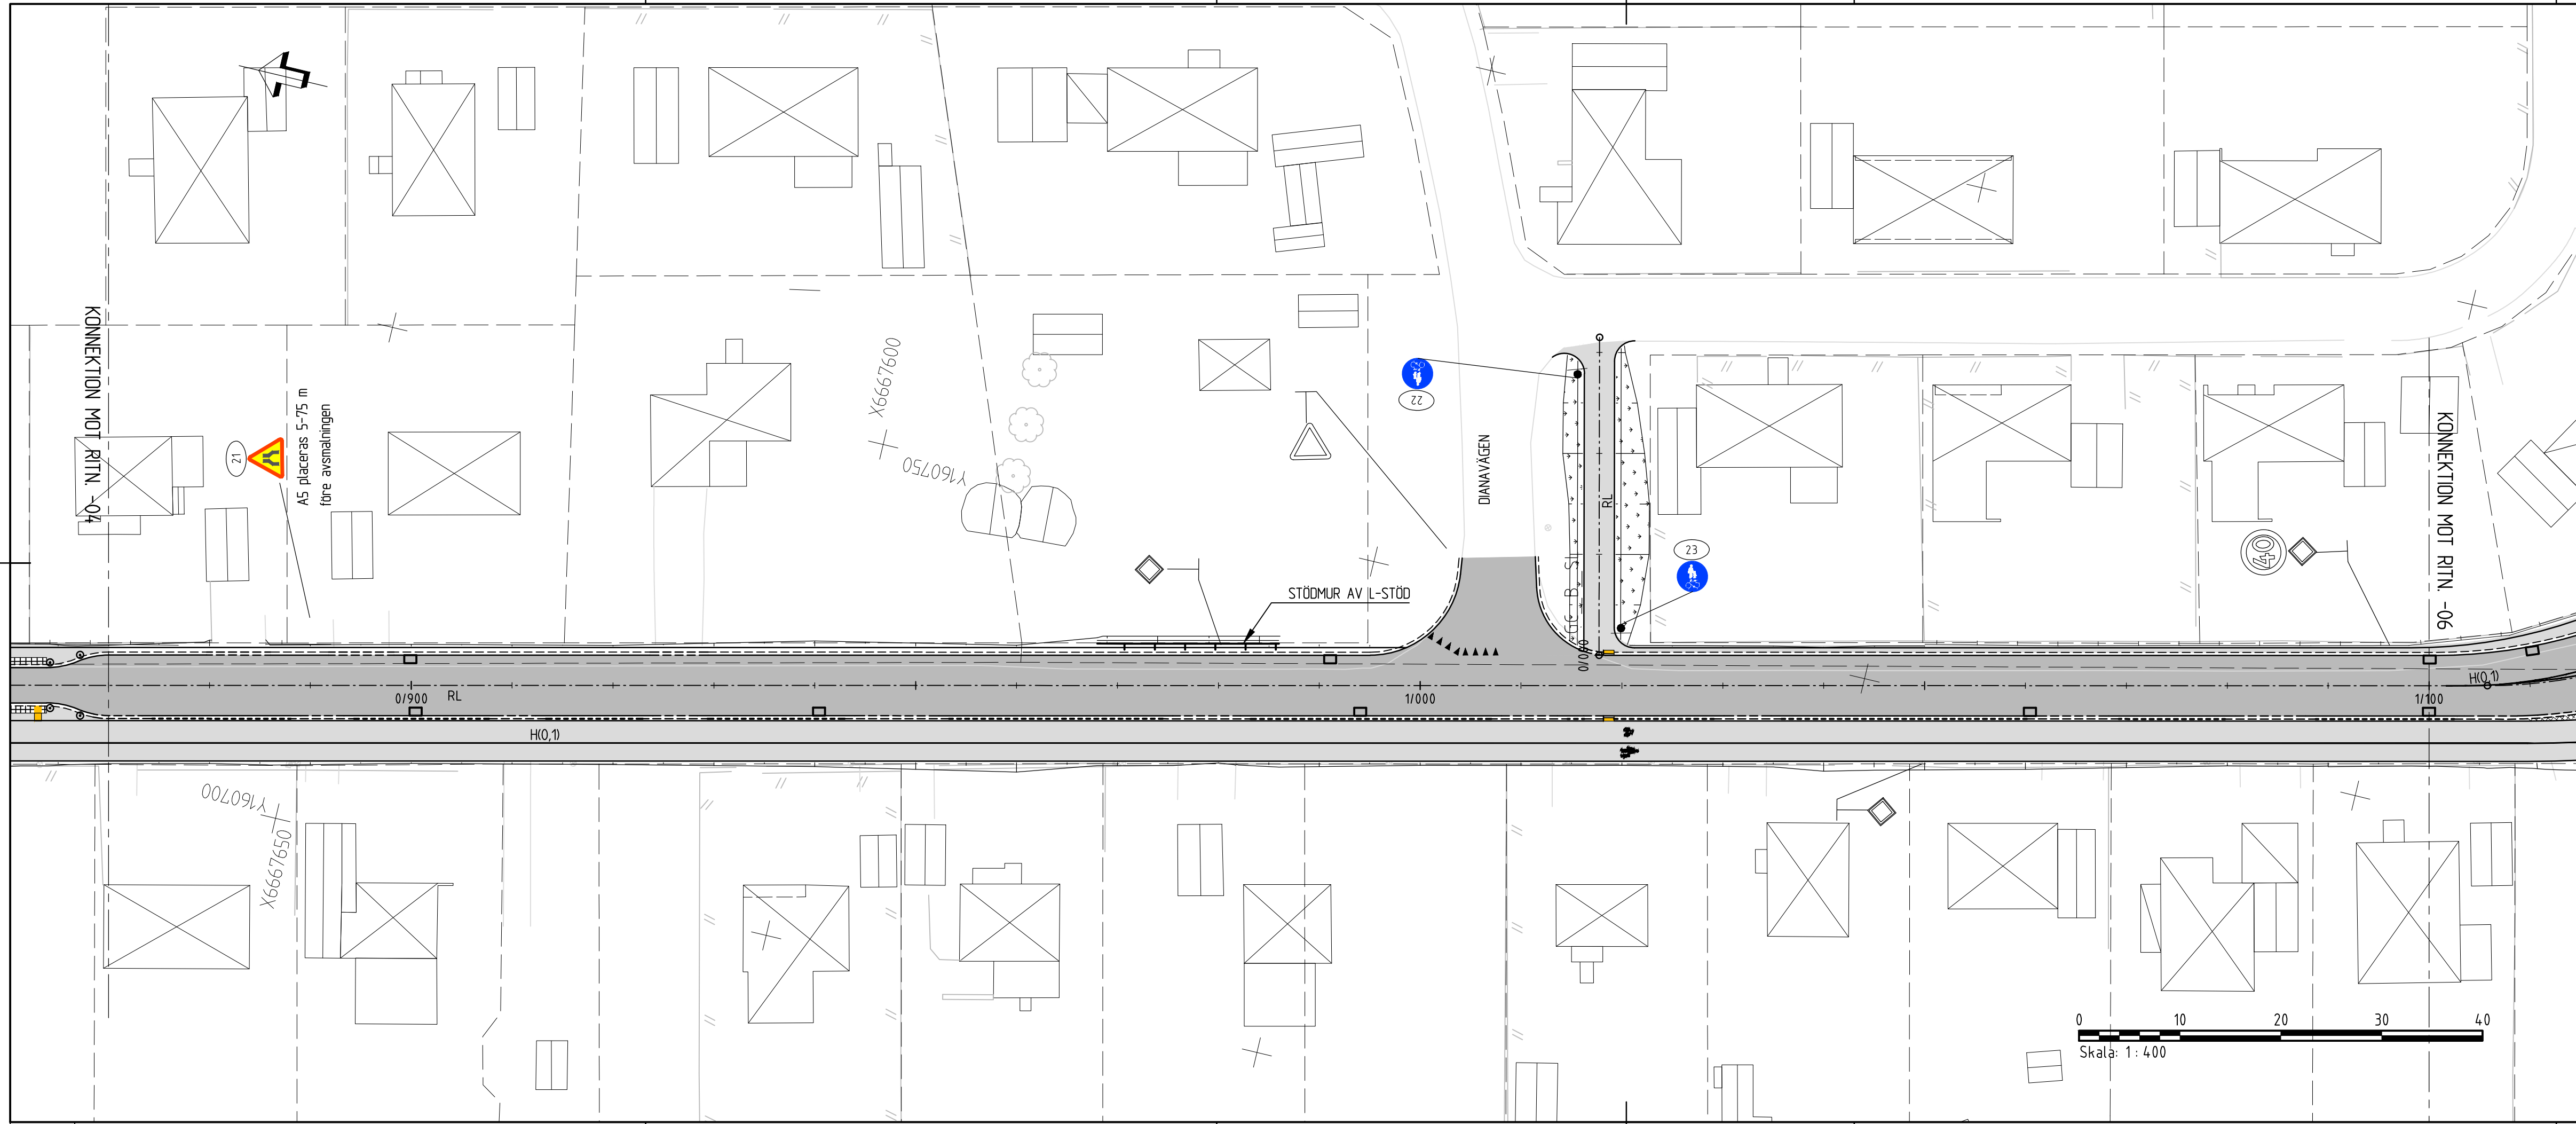 KONNEKTION MOT RITN. -04
21
A5 placeras 5-75 m
före avsmalningen
X6667600
Y160750
22
DIANAVÄGEN
RL
23
STÖDMUR AV L-STÖD
40
KONNEKTION MOT RITN. -06
0/900
RL
1/000
0/000
H(0,1)
1/100
H(0,1)
Y160700
X6667650
0 10 20 30 40
Skala: 1:400